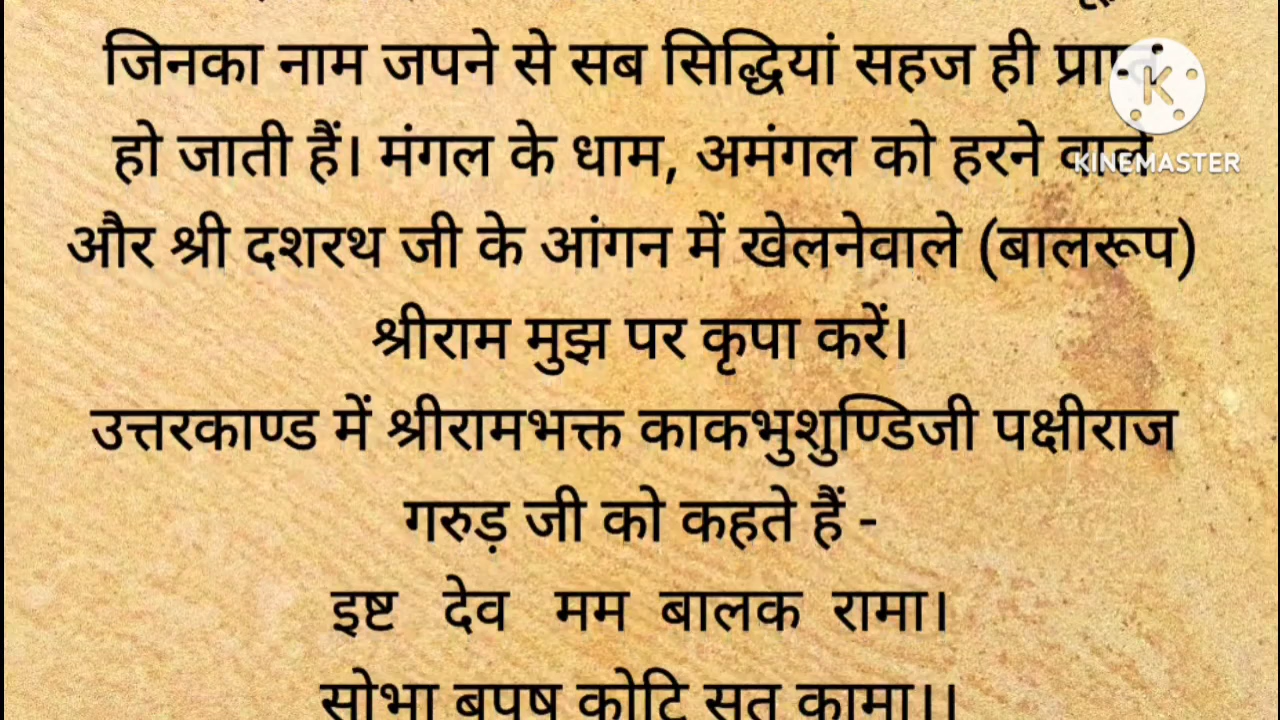 जिनका नाम जपने से सब सिद्धियां सहज ही
हो जाती हैं। मंगल के धाम, अमंगल को हरने वाले
KINEMASTER
और श्री दशरथ जी के आंगन में खेलनेवाले (बालरूप)
श्रीराम मुझ पर कृपा करें।
उत्तरकाण्ड में श्रीरामभक्त काकभुशुण्डिजी पक्षीराज
गरुड़ जी को कहते हैं -
इष्ट देव मम बालक रामा।
सोभा बपुष कोटि सत कामा।।